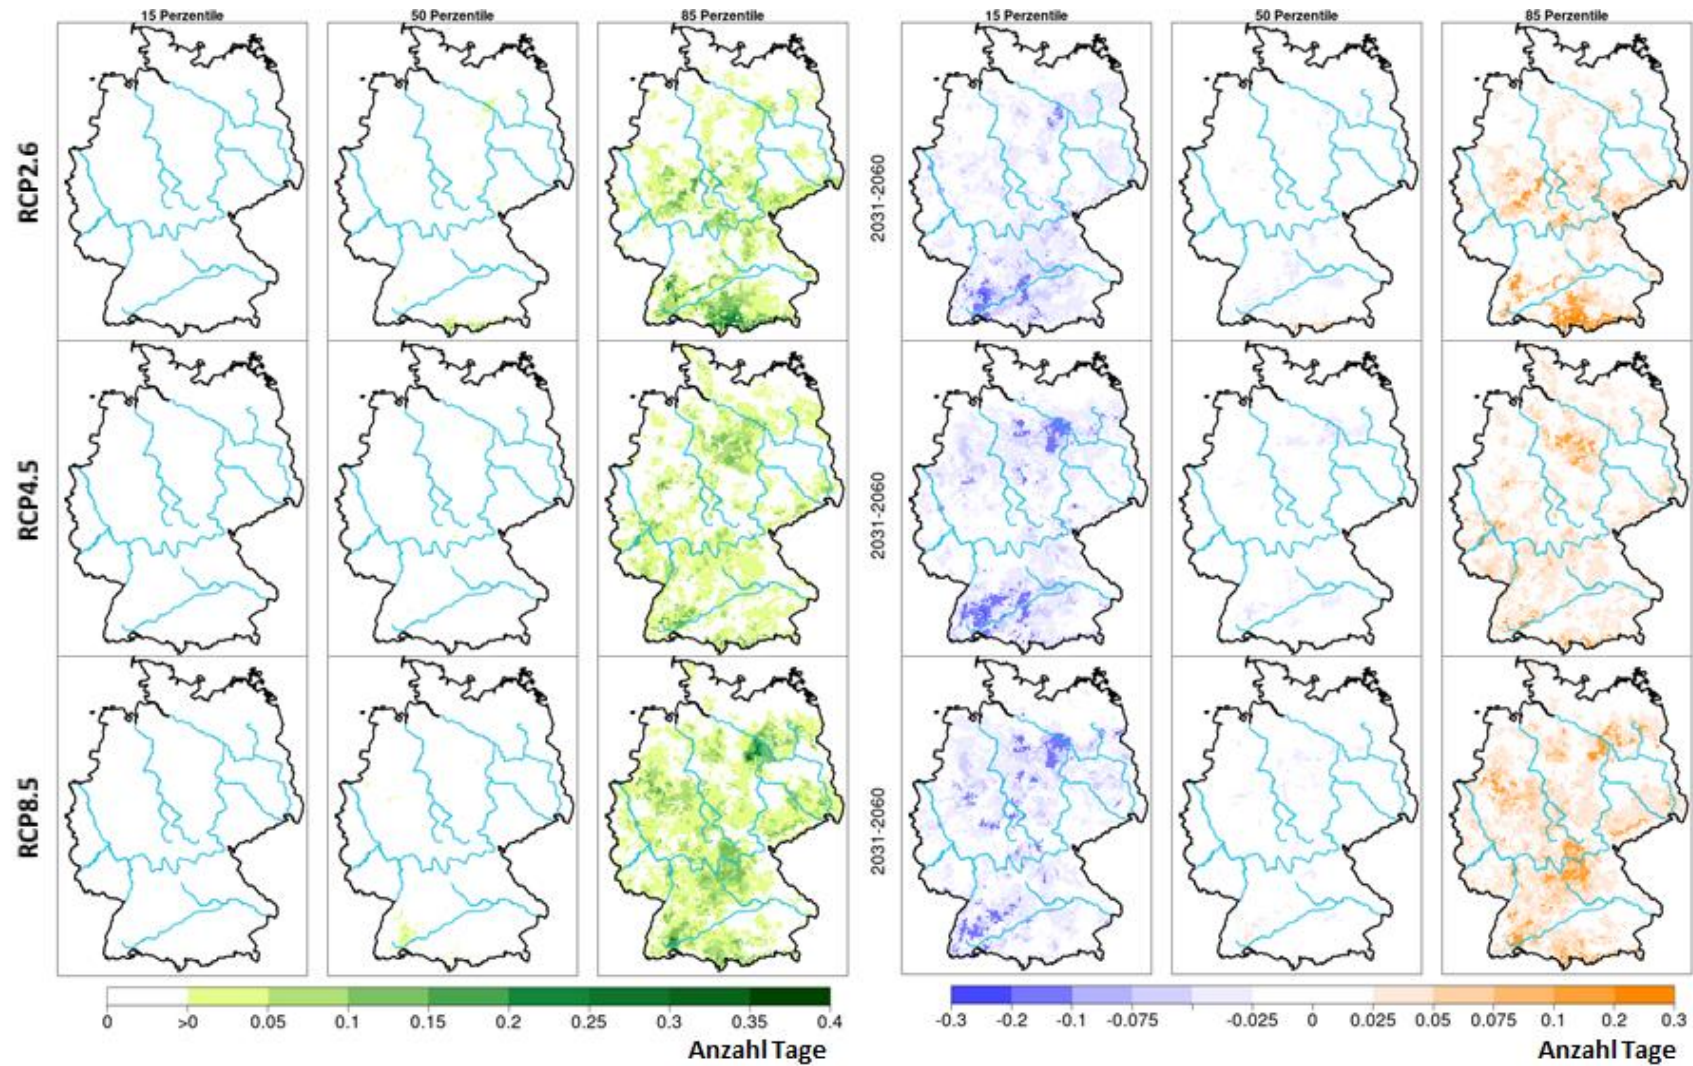 15 Perzentile 50 Perzentile 85 Perzentile 15 Perzentile 50 Perzentile 85 Perzentile
RCP2.6
2031-2060
RCP4.5
2031-2060
RCP8.5
2031-2060
0 >0 0.05 0.1 0.15 0.2 0.25 0.3 0.35 0.4
-0.3 -0.2 -0.1 -0.075 -0.025 0 0.025 0.05 0.075 0.1 0.2 0.3
Anzahl Tage
Anzahl Tage